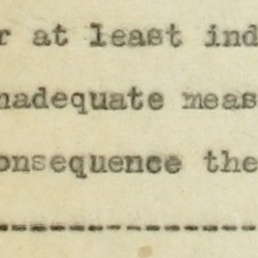 r at least ind
nadequate meas
onsequence the
--------------